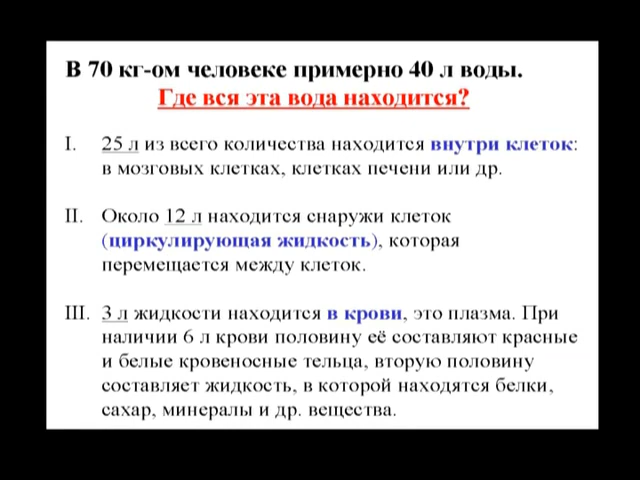 В 70 кг-ом человеке примерно 40 л воды.
Где вся эта вода находится?
I. 25 л из всего количества находится внутри клеток:
в мозговых клетках, клетках печени или др.
II. Около 12 л находится снаружи клеток
(циркулирующая жидкость), которая
перемещается между клеток.
III. 3 л жидкости находится в крови, это плазма. При
наличии 6 л крови половину её составляют красные
и белые кровеносные тельца, вторую половину
составляет жидкость, в которой находятся белки,
сахар, минералы и др. вещества.